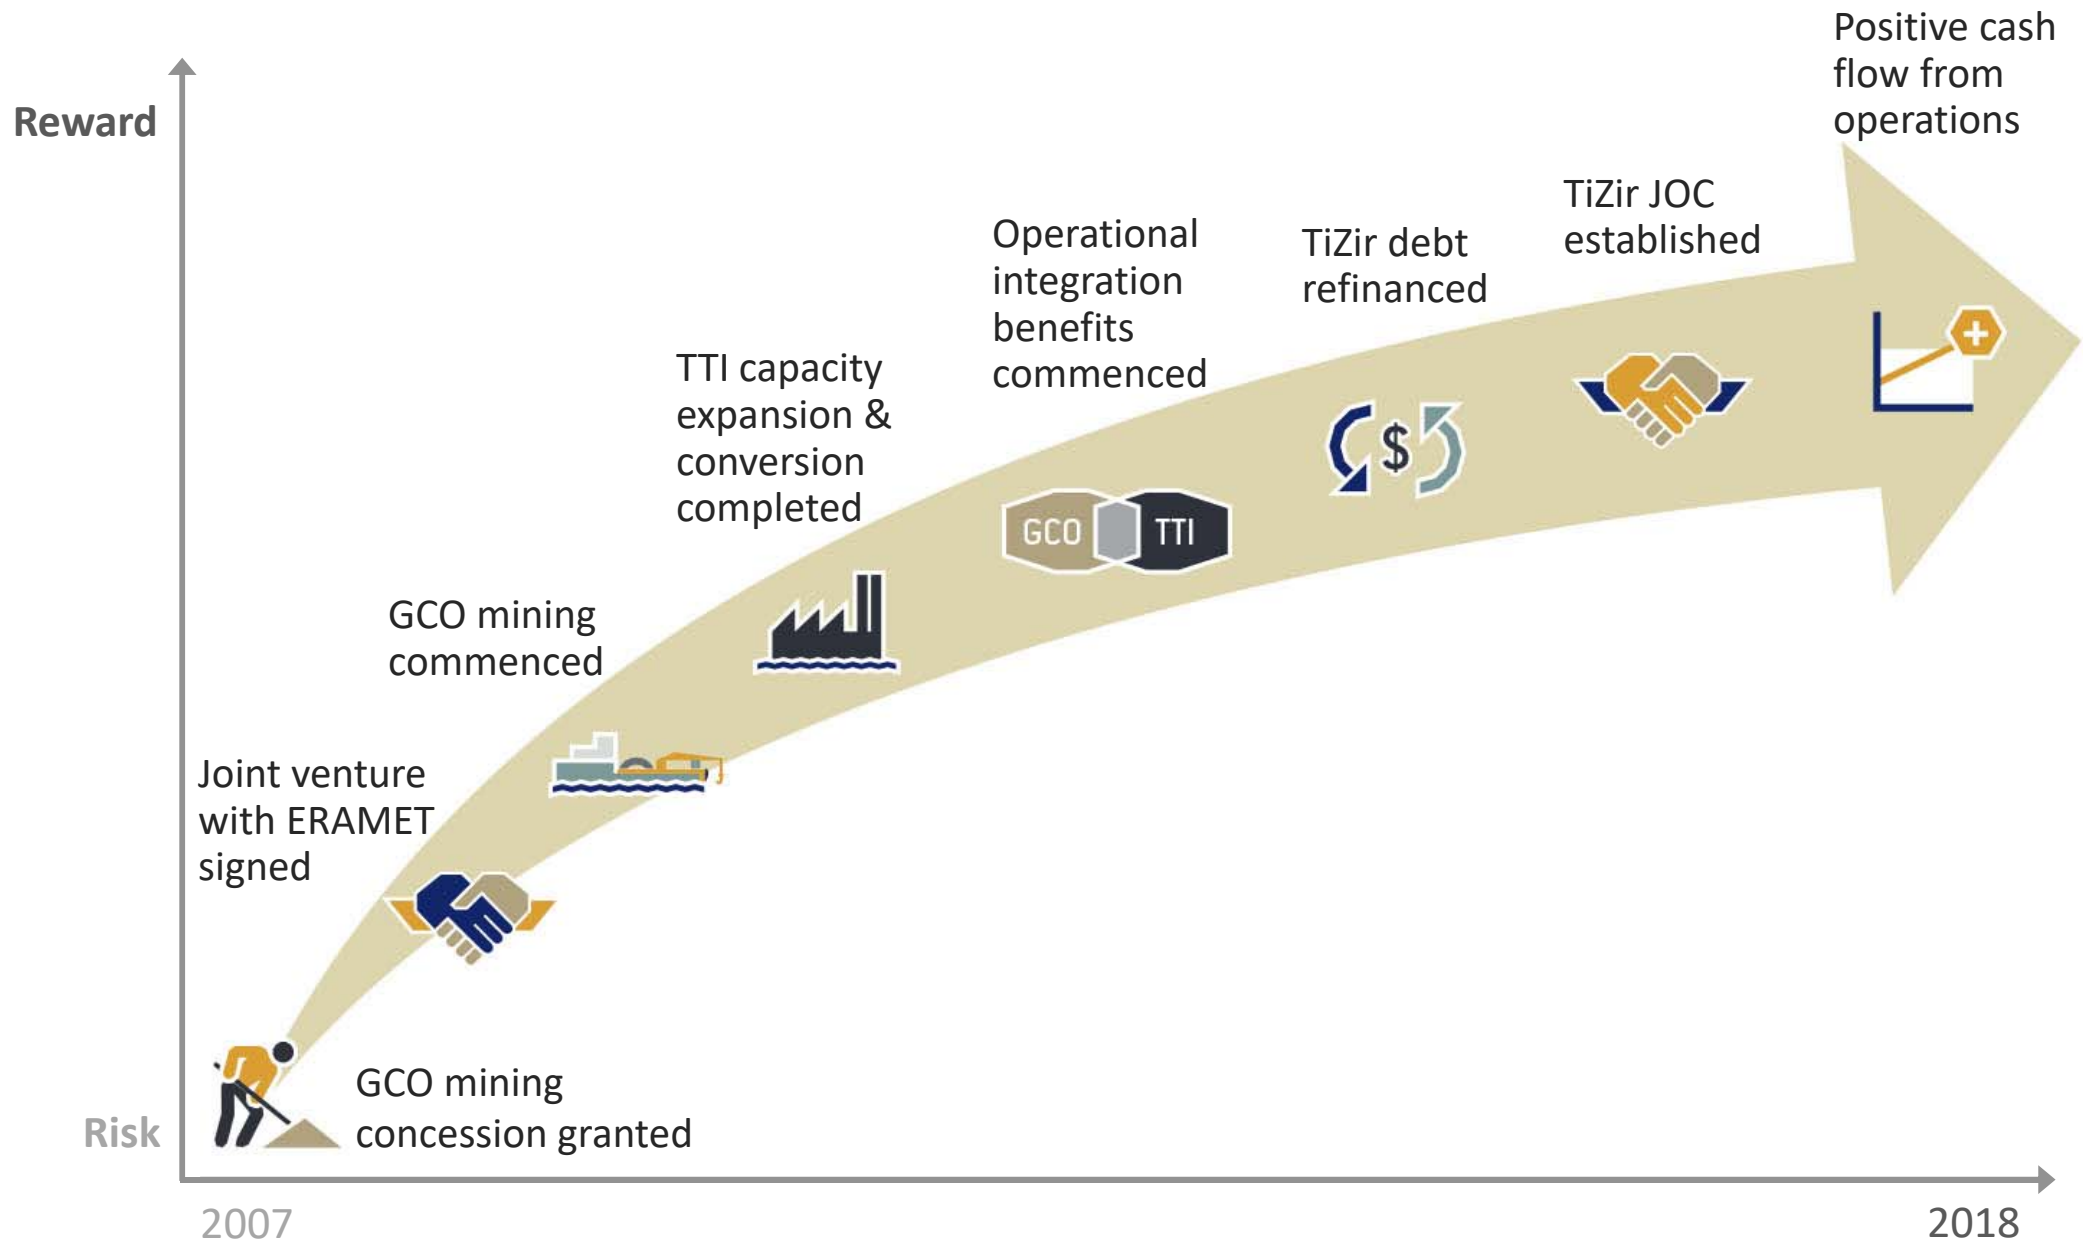 Positive cash
flow from
operations
Reward
TiZir JOC
established
Operational
integration
benefits
commenced
TiZir debt
refinanced
TTI capacity
expansion &
conversion
completed
$
GCO TTI
GCO mining
commenced
Joint venture
with ERAMET
signed
GCO mining
concession granted
Risk
2007
2018